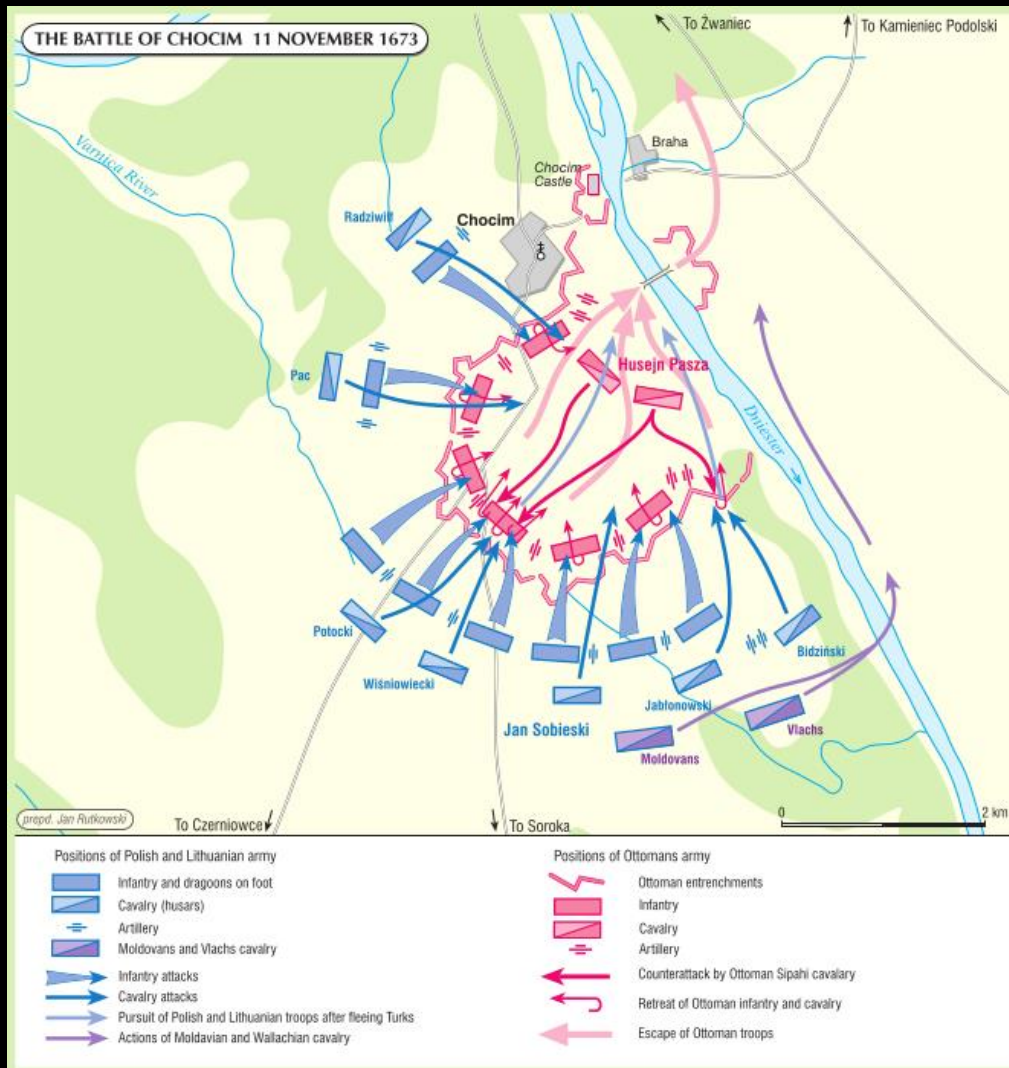 THE BATTLE OF CHOCIM 11 NOVEMBER 1673
To Żwaniec
To Kamieniec Podolski
Varnica River
Braha
Chocim
Castle
Radziwiłł
Chocim
Pac
Husejn Pasza
Dniester
Potocki
Wiśniowiecki
Bidziński
Jabłonowski
Jan Sobieski
Vlachs
Moldovans
prepd. Jan Rutkowski
To Czerniowce
To Soroka
0 2 km
Positions of Polish and Lithuanian army
Infantry and dragoons on foot
Cavalry (husars)
Artillery
Moldovans and Vlachs cavalry
Infantry attacks
Cavalry attacks
Pursuit of Polish and Lithuanian troops after fleeing Turks
Actions of Moldavian and Wallachian cavalry
Positions of Ottomans army
Ottoman entrenchments
Infantry
Cavalry
Artillery
Counterattack by Ottoman Sipahi cavalary
Retreat of Ottoman infantry and cavalry
Escape of Ottoman troops